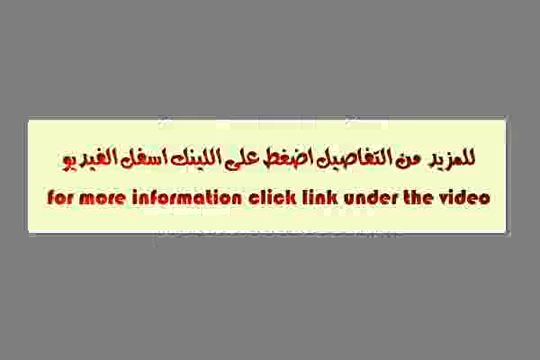 للمزيد من التفاصيل اضغط على اللينك اسفل الفيديو
for more information click link under the video